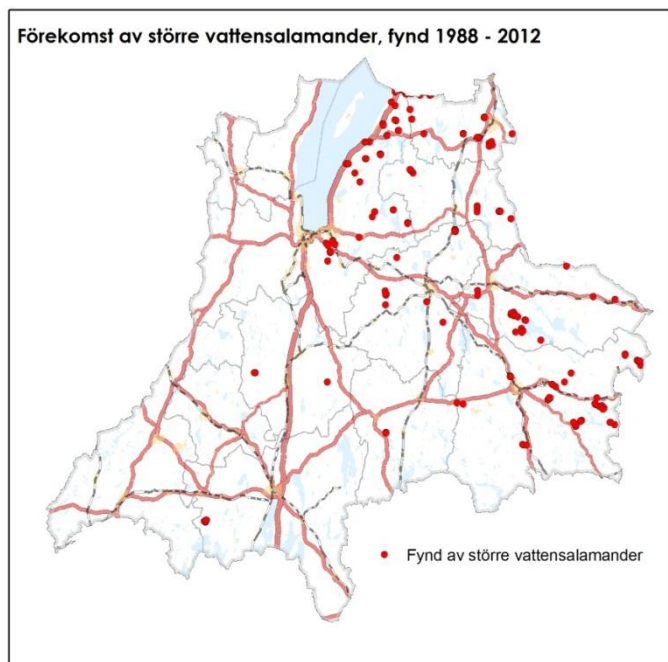 Förekomst av större vattensalamander, fynd 1988 - 2012
Fynd av större vattensalamander